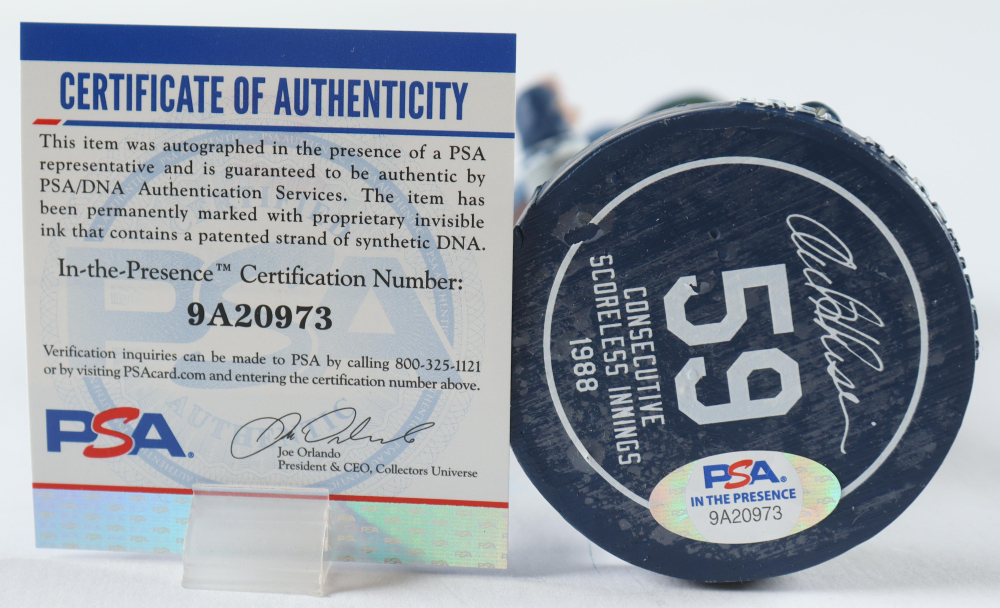 CERTIFICATE OF AUTHENTICITY
This item was autographed in the presence of a PSA
representative and is guaranteed to be authentic by
PSA/DNA Authentication Services. The item has
been permanently marked with proprietary invisible
ink that contains a patented strand of synthetic DNA.
In-the-Presence™ Certification Number:
9A20973
Verification inquiries can be made to PSA by calling 800-325-1121
or by visiting PSAcard.com and entering the certification number above.
PSA.
Joe Orlando
President & CEO, Collectors Universe
59
CONSECUTIVE
SCORELESS INNINGS
1988
PSA.
IN THE PRESENCE
9A20973